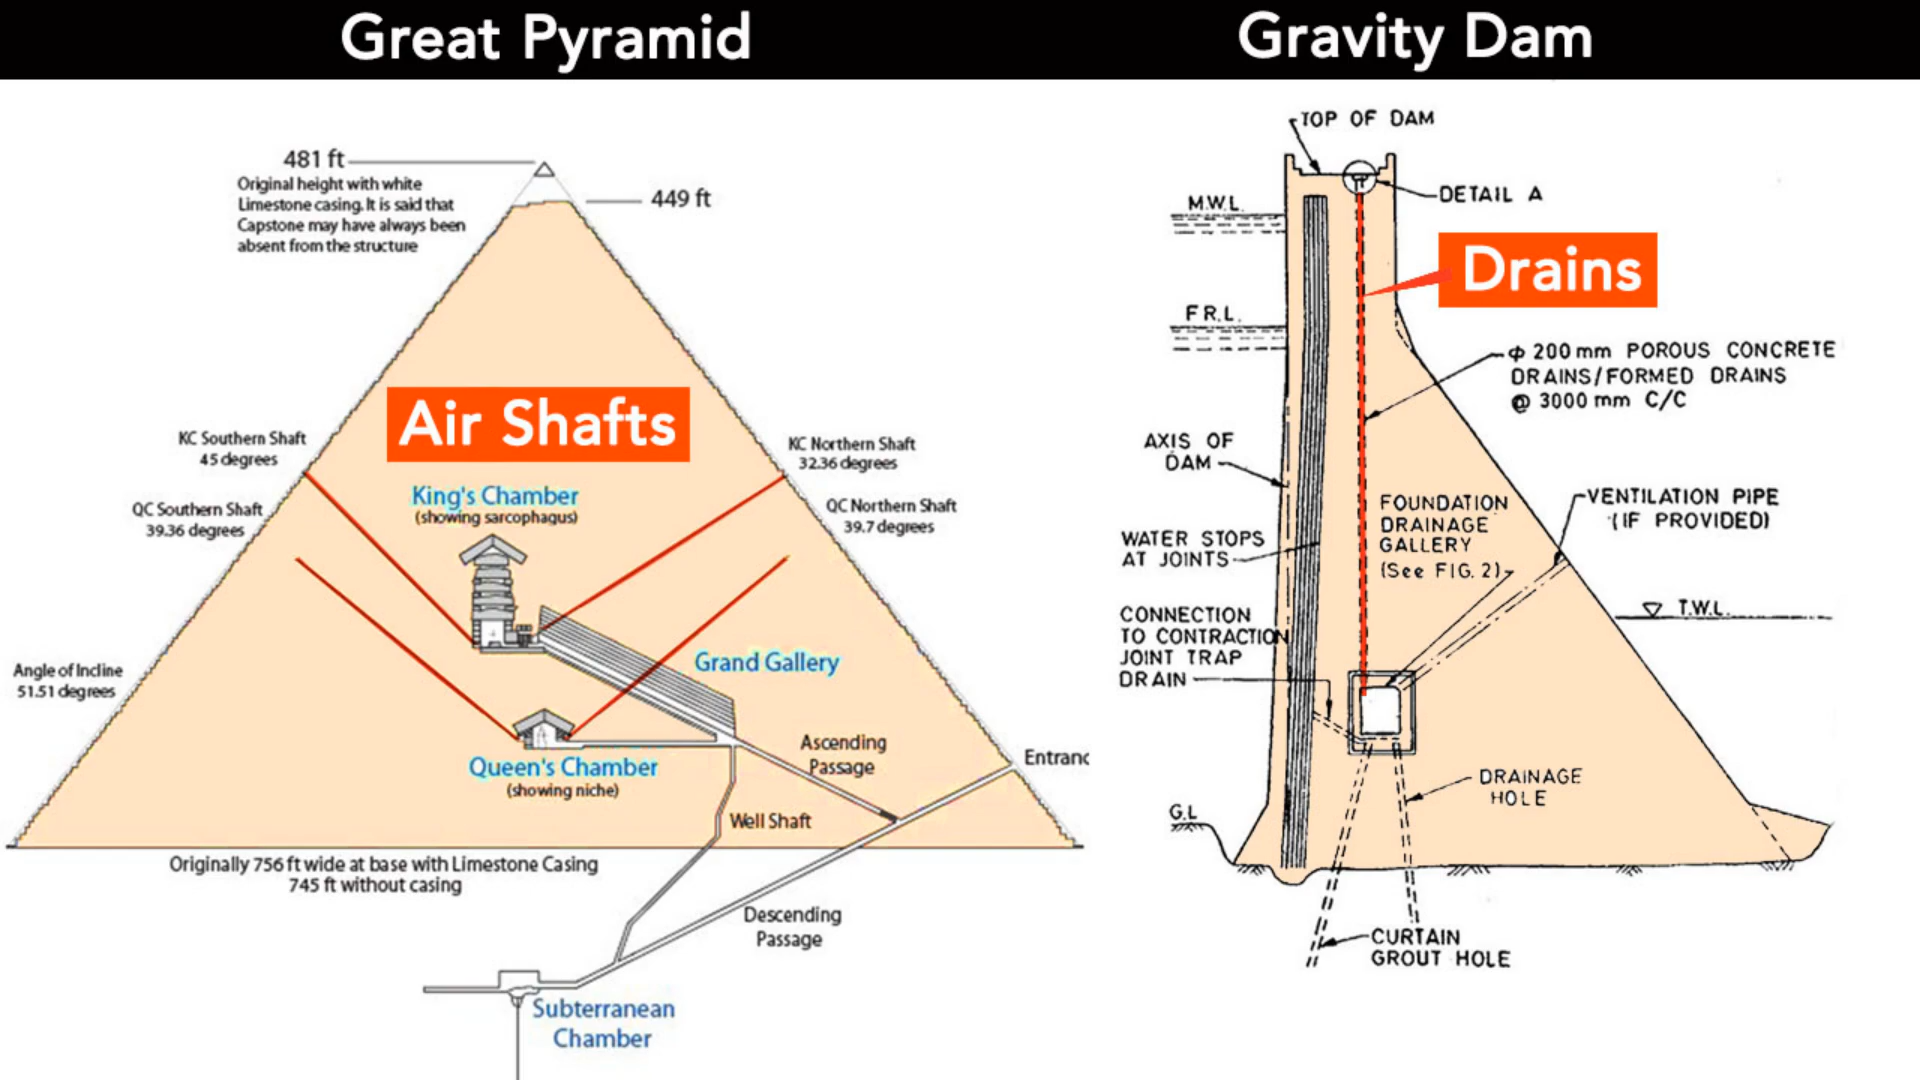 Great Pyramid
Gravity Dam
481 ft
Original height with white
Limestone casing. It is said that
Capstone may have always been
absent from the structure
449 ft
Air Shafts
KC Southern Shaft
45 degrees
QC Southern Shaft
39.36 degrees
KC Northern Shaft
32.36 degrees
QC Northern Shaft
39.7 degrees
King's Chamber
(showing sarcophagus)
Grand Gallery
Angle of Incline
51.51 degrees
Queen's Chamber
(showing niche)
Ascending
Passage
Entranc
Well Shaft
Originally 756 ft wide at base with Limestone Casing
745 ft without casing
Descending
Passage
Subterranean
Chamber
TOP OF DAM
DETAIL A
M.W.L.
Drains
F.R.L.
φ 200 mm POROUS CONCRETE
DRAINS/FORMED DRAINS
@ 3000 mm C/C
AXIS OF
DAM
FOUNDATION
DRAINAGE
GALLERY
(See FIG. 2)
VENTILATION PIPE
(IF PROVIDED)
WATER STOPS
AT JOINTS
T.W.L.
CONNECTION
TO CONTRACTION
JOINT TRAP
DRAIN
DRAINAGE
HOLE
G.L
CURTAIN
GROUT HOLE